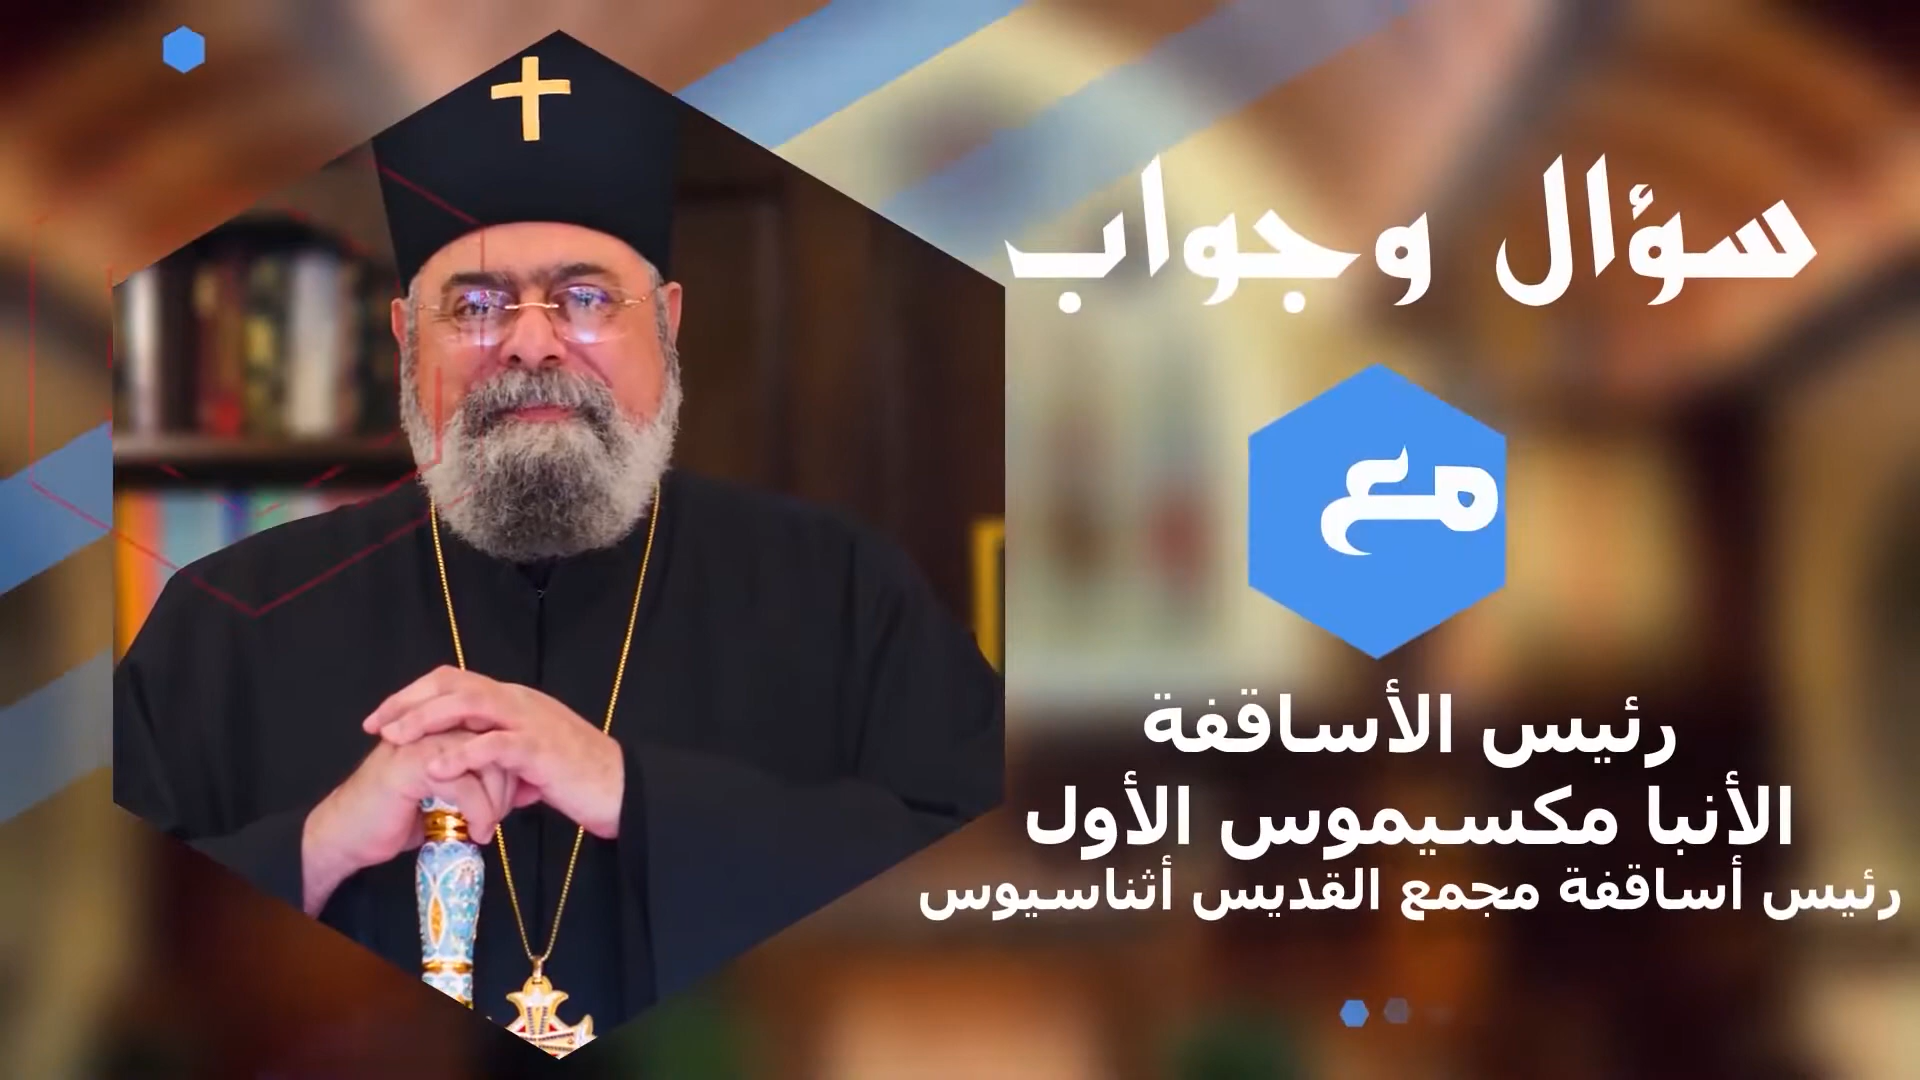 سؤال وجواب
مع
رئيس الأساقفة
الأنبا مكسيموس الأول
رئيس أساقفة مجمع القديس أثناسيوس